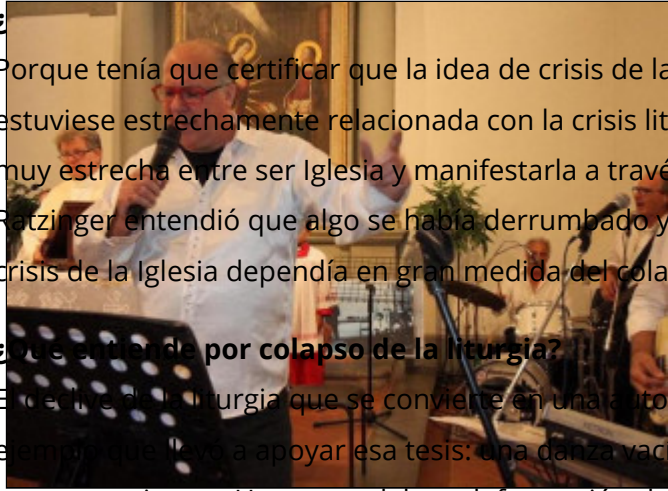 ¿
Porque tenía que certificar que la idea de crisis de la
estuviese estrechamente relacionada con la crisis lit
muy estrecha entre ser Iglesia y manifestarla a travé
Ratzinger entendió que algo se había derrumbado y
crisis de la Iglesia dependía en gran medida del cola
¿Qué entiende por colapso de la liturgia?
El declive de la liturgia que se convierte en una auto
ejemplo que llevó a apoyar esa tesis: una danza vací